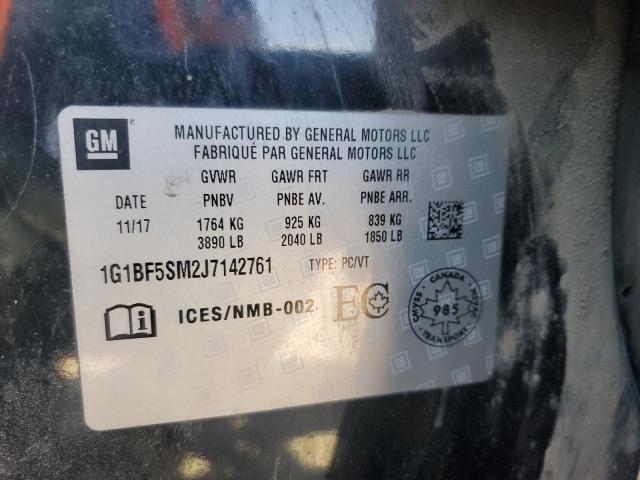 GM
MANUFACTURED BY GENERAL MOTORS LLC
FABRIQUÉ PAR GENERAL MOTORS LLC
GVWR GAWR FRT GAWR RR
DATE PNBV PNBE AV. PNBE ARR.
11/17 1764 KG 925 KG 839 KG
3890 LB 2040 LB 1850 LB
1G1BF5SM2J7142761 TYPE: PC/VT
ICES/NMB-002 EC
CANADA
CMVSS 985 NSVAC
TRANSPORT